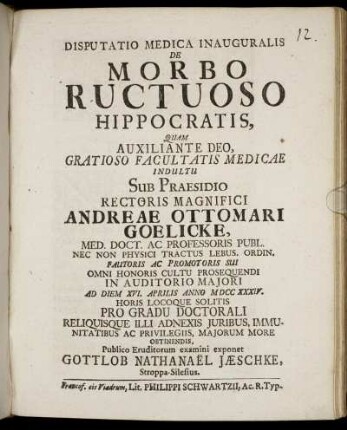 12.
DISPUTATIO MEDICA INAUGURALIS
DE
MORBO
RUCTUOSO
HIPPOCRATIS,
QUAM
AUXILIANTE DEO,
GRATIOSO FACULTATIS MEDICAE
INDULTU
SUB PRAESIDIO
RECTORIS MAGNIFICI
ANDREAE OTTOMARI
GOELICKE,
MED. DOCT. AC PROFESSORIS PUBL.
NEC NON PHYSICI TRACTUS LEBUS. ORDIN.
FAUTORIS AC PROMOTORIS SUI
OMNI HONORIS CULTU PROSEQUENDI
IN AUDITORIO MAJORI
AD DIEM XVI. APRILIS ANNO MDCCXXXIV.
HORIS LOCOQUE SOLITIS
PRO GRADU DOCTORALI
RELIQUISQUE ILLI ADNEXIS JURIBUS, IMMU-
NITATIBUS AC PRIVILEGIIS, MAJORUM MORE
OBTINENDIS,
Publico Eruditorum examini exponet
GOTTLOB NATHANAËL JÆSCHKE,
Stroppa-Silesius.
Francof. cis Viadrum, Lit. PHILIPPI SCHWARTZII, Ac. R. Typ.